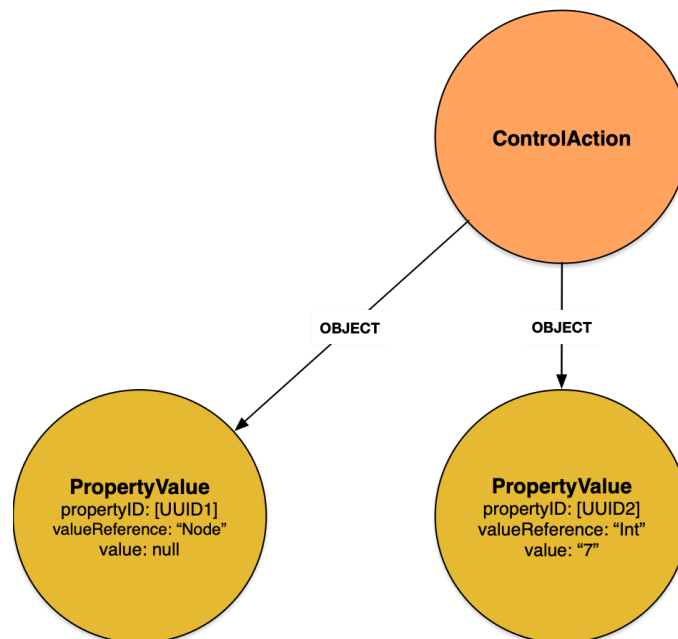 ControlAction
OBJECT
OBJECT
PropertyValue
propertyID: [UUID1]
valueReference: “Node”
value: null
PropertyValue
propertyID: [UUID2]
valueReference: “Int”
value: “7”